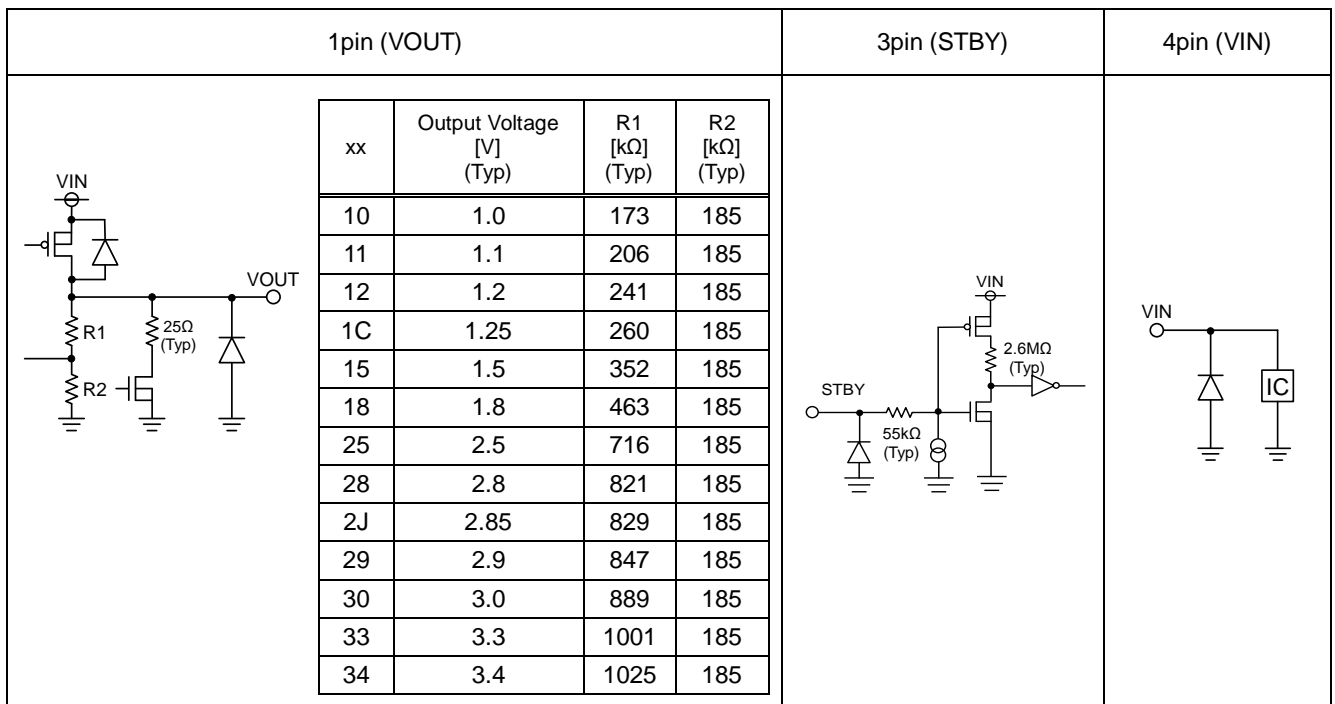 1pin (VOUT)
3pin (STBY)
4pin (VIN)
VIN
VOUT
R1
25Ω
(Typ)
R2
xx
Output Voltage
[V]
(Typ)
R1
[kΩ]
(Typ)
R2
[kΩ]
(Typ)
10 1.0 173 185
11 1.1 206 185
12 1.2 241 185
1C 1.25 260 185
15 1.5 352 185
18 1.8 463 185
25 2.5 716 185
28 2.8 821 185
2J 2.85 829 185
29 2.9 847 185
30 3.0 889 185
33 3.3 1001 185
34 3.4 1025 185
VIN
2.6MΩ
(Typ)
STBY
55kΩ
(Typ)
VIN
IC